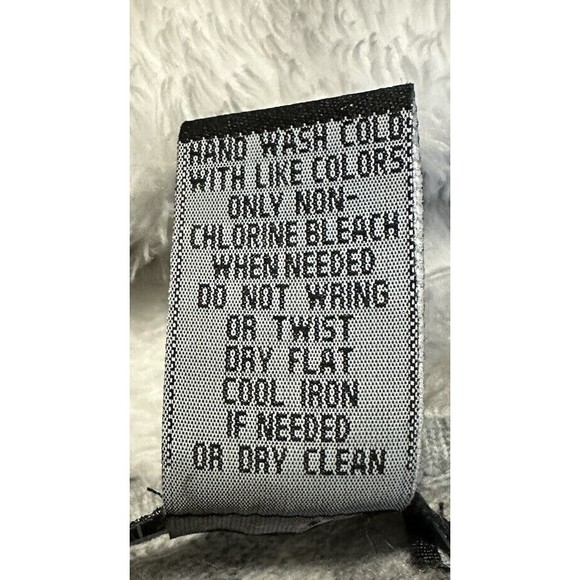 HAND WASH COLD
WITH LIKE COLORS
ONLY NON-
CHLORINE BLEACH
WHEN NEEDED
DO NOT WRING
OR TWIST
DRY FLAT
COOL IRON
IF NEEDED
OR DRY CLEAN